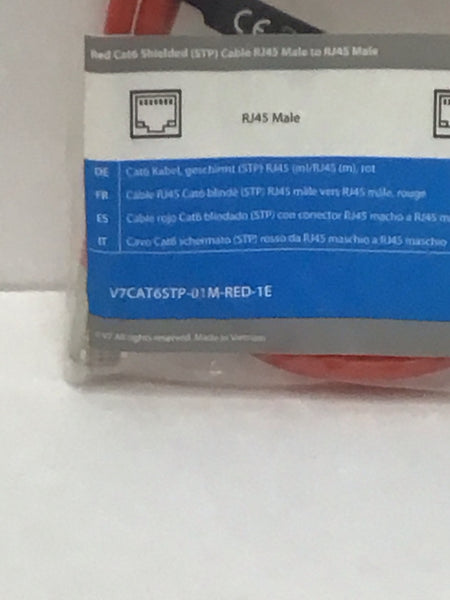 CE
Red Cat6 Shielded (STP) Cable RJ45 Male to RJ45 Male
RJ45 Male
DE Cat6 Kabel, geschirmt (STP) RJ45 (m)/RJ45 (m), rot
FR Câble RJ45 Cat6 blindé (STP) RJ45 mâle vers RJ45 mâle, rouge
ES Cable rojo Cat6 blindado (STP) con conector RJ45 macho a RJ45 m
IT Cavo Cat6 schermato (STP) rosso da RJ45 maschio a RJ45 maschio
V7CAT6STP-01M-RED-1E
©V7 All rights reserved. Made in Vietnam